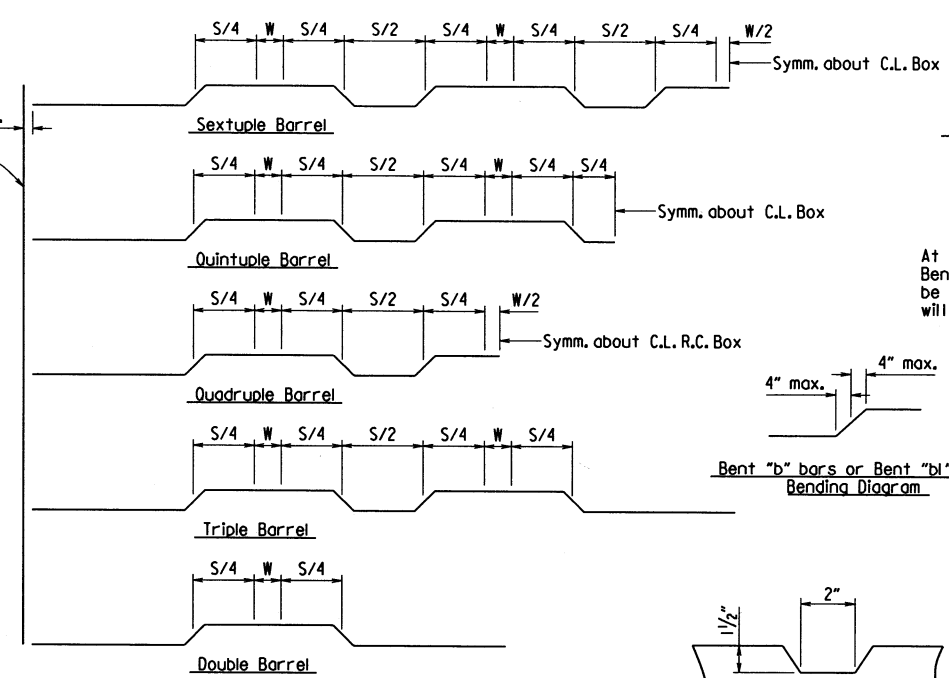 S/4 W S/4 S/2 S/4 W S/4 S/2 S/4 W/2
Symm. about C.L. Box
Sextuple Barrel
S/4 W S/4 S/2 S/4 W S/4 S/4
Symm. about C.L. Box
Quintuple Barrel
At
Ben
be
will
S/4 W S/4 S/2 S/4 W/2
Symm. about C.L. R.C. Box
Quadruple Barrel
4" max.
4" max.
Bent "b" bars or Bent "bl"
Bending Diagram
S/4 W S/4 S/2 S/4 W S/4
Triple Barrel
S/4 W S/4
Double Barrel
2"
1½"